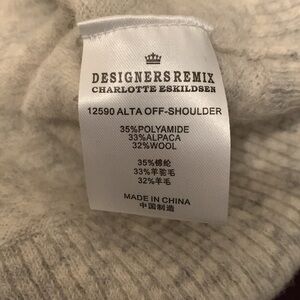 DESIGNERSREMIX
CHARLOTTE ESKILDSEN
12590 ALTA OFF-SHOULDER
35%POLYAMIDE
33%ALPACA
32%WOOL
35%锦纶
33%羊驼毛
32%羊毛
MADE IN CHINA
中国制造